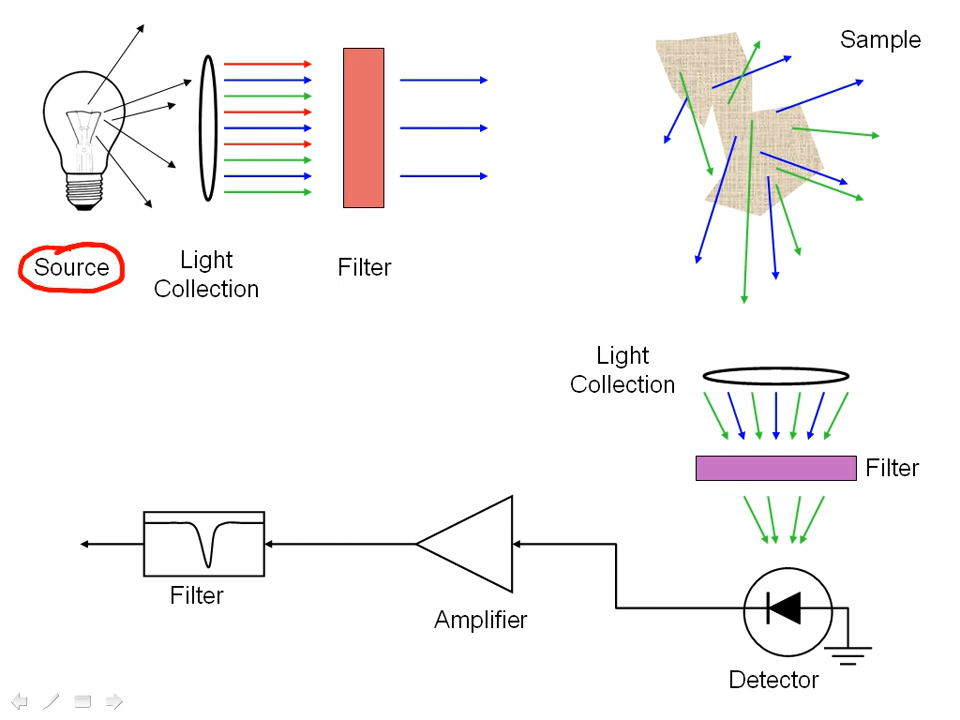 Sample
Source
Light
Collection
Filter
Light
Collection
Filter
Filter
Amplifier
Detector